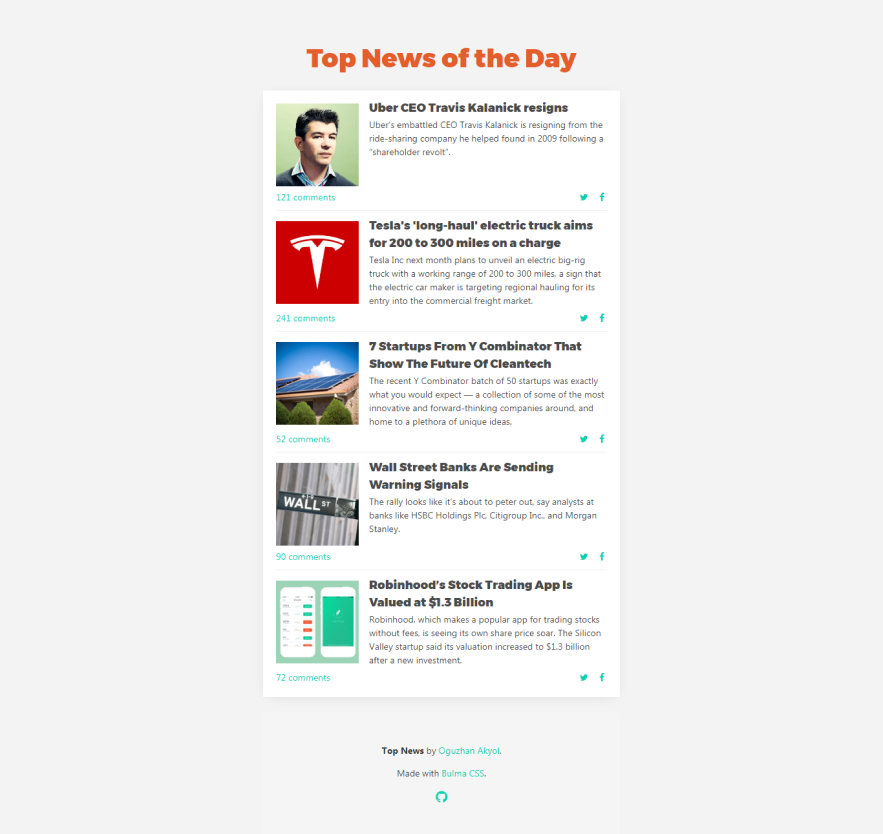 Top News of the Day
Uber CEO Travis Kalanick resigns
Uber's embattled CEO Travis Kalanick is resigning from the
ride-sharing company he helped found in 2009 following a
"shareholder revolt".
121 comments
Tesla's 'long-haul' electric truck aims
for 200 to 300 miles on a charge
Tesla Inc next month plans to unveil an electric big-rig
truck with a working range of 200 to 300 miles, a sign that
the electric car maker is targeting regional hauling for its
entry into the commercial freight market.
241 comments
7 Startups From Y Combinator That
Show The Future Of Cleantech
The recent Y Combinator batch of 50 startups was exactly
what you would expect — a collection of some of the most
innovative and forward-thinking companies around, and
home to a plethora of unique ideas.
52 comments
Wall Street Banks Are Sending
Warning Signals
The rally looks like it's about to peter out, say analysts at
banks like HSBC Holdings Plc, Citigroup Inc., and Morgan
Stanley.
WALL ST
90 comments
Robinhood's Stock Trading App Is
Valued at $1.3 Billion
Robinhood, which makes a popular app for trading stocks
without fees, is seeing its own share price soar. The Silicon
Valley startup said its valuation increased to $1.3 billion
after a new investment.
72 comments
Top News by Oguzhan Akyol.
Made with Bulma CSS.